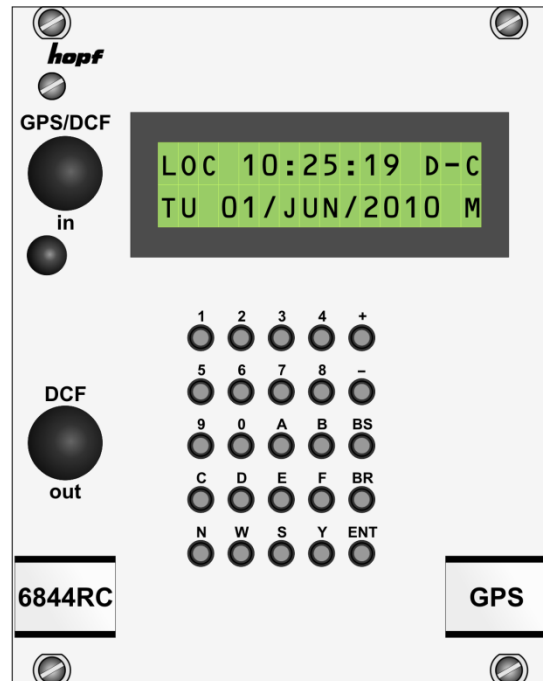 hopf
GPS/DCF
in
LOC 10:25:19 D-C
TU 01/JUN/2010 M
1 2 3 4 +
5 6 7 8 –
9 0 A B BS
C D E F BR
N W S Y ENT
DCF
out
6844RC
GPS